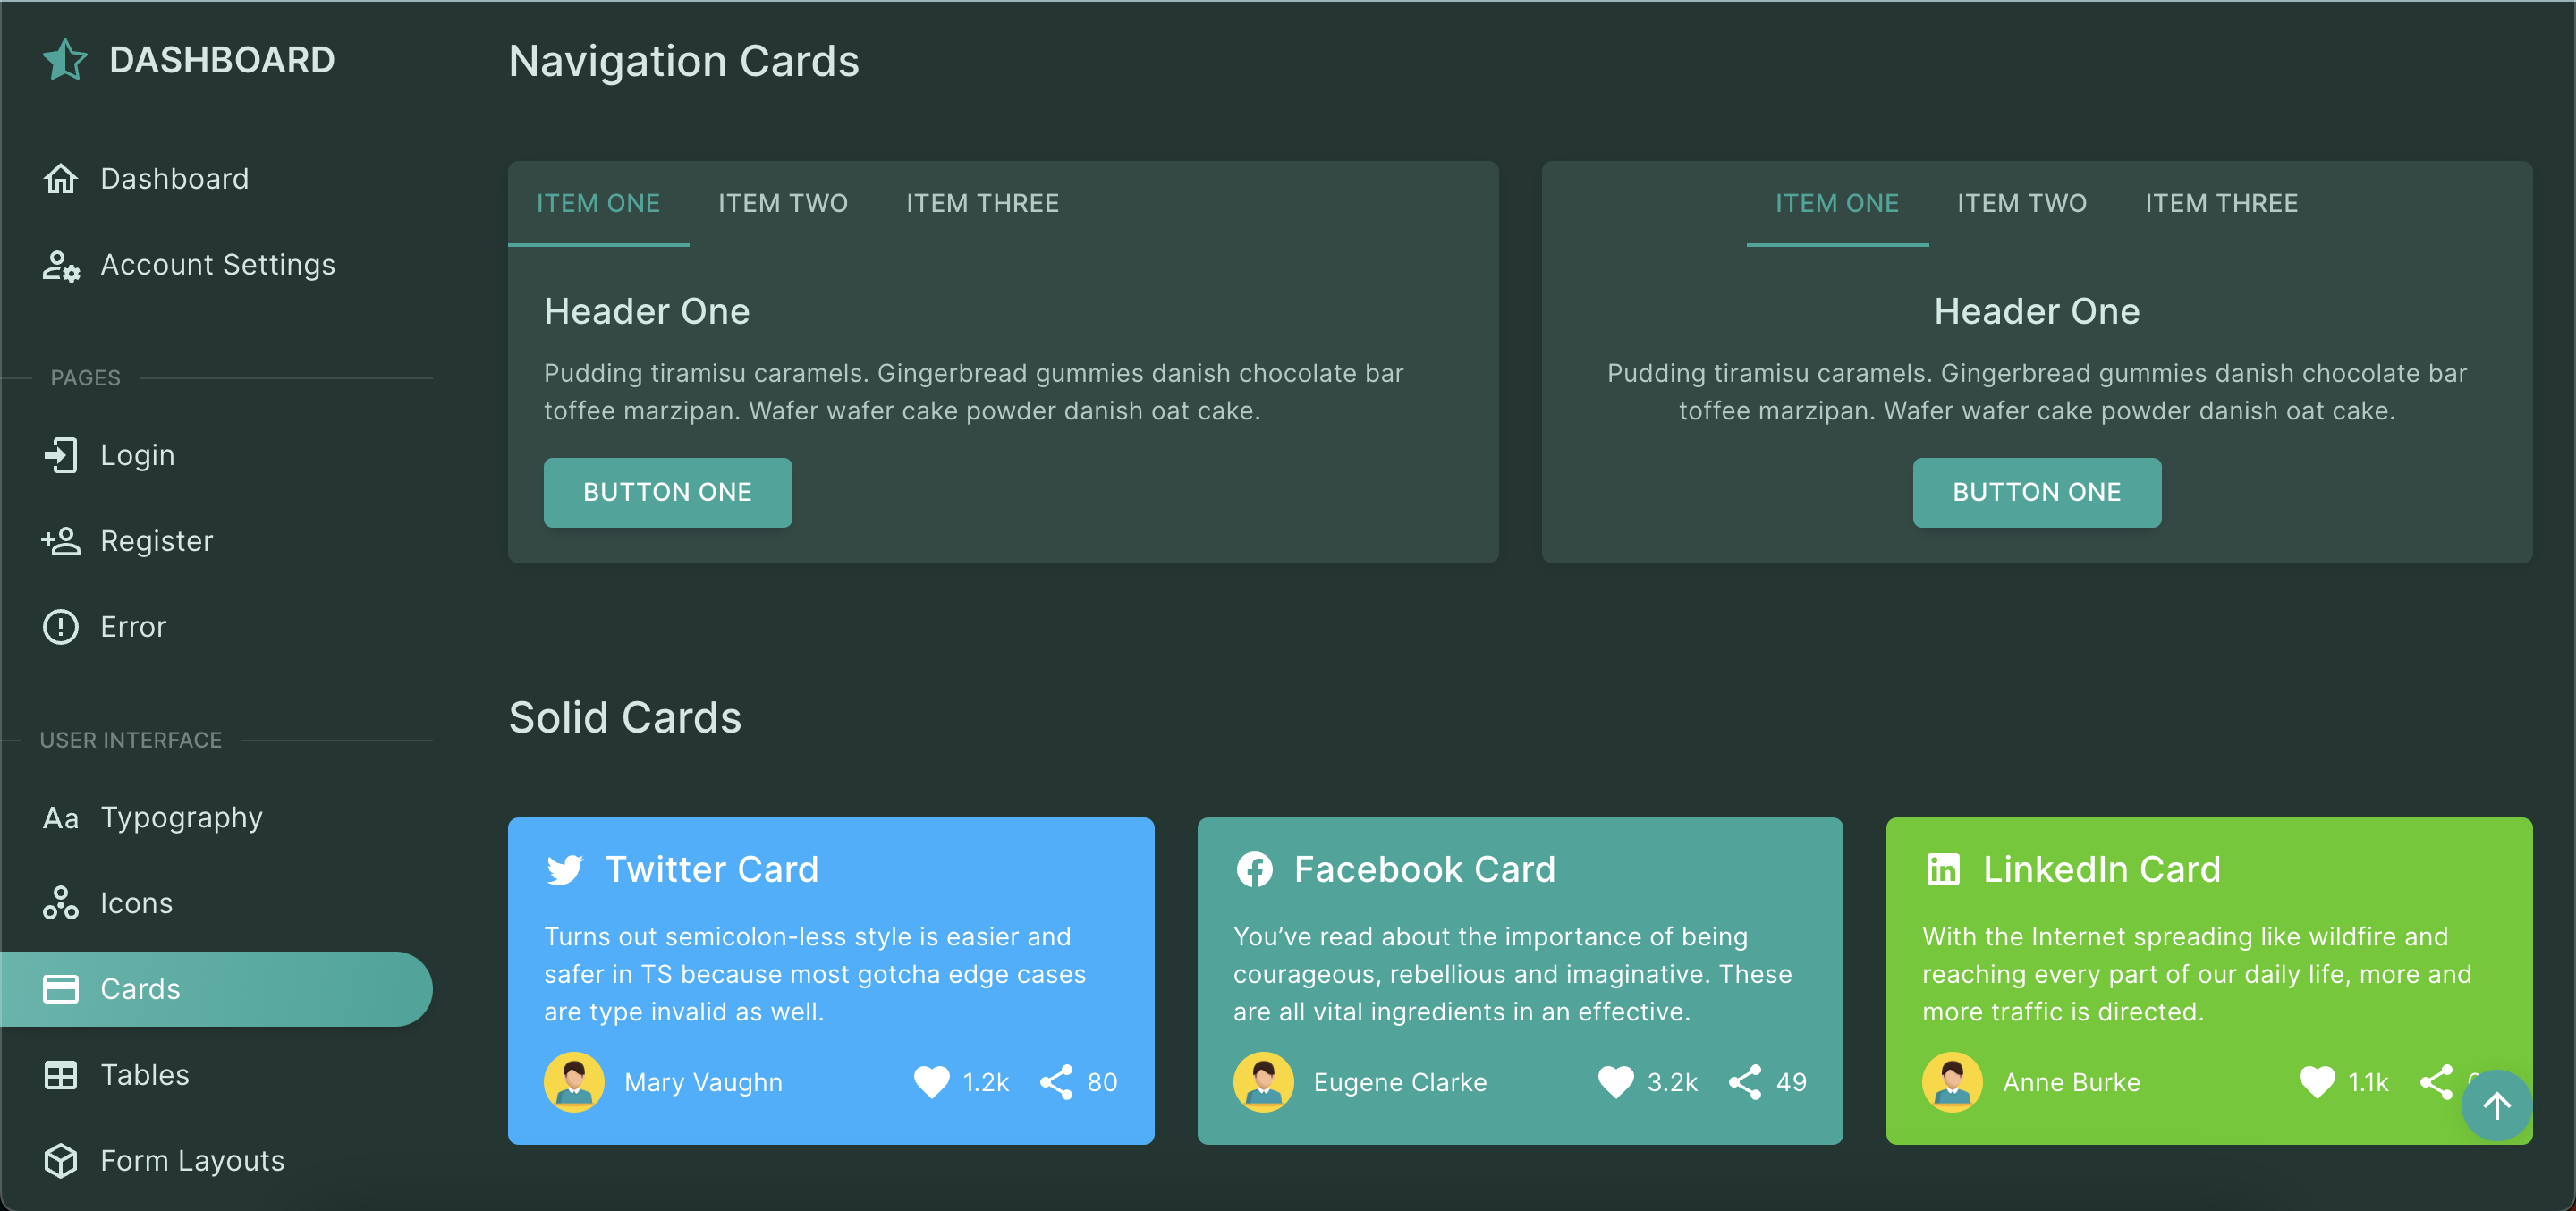 DASHBOARD
Dashboard
Account Settings
PAGES
Login
Register
Error
USER INTERFACE
Aa Typography
Icons
Cards
Tables
Form Layouts
Navigation Cards
ITEM ONE ITEM TWO ITEM THREE
Header One
Pudding tiramisu caramels. Gingerbread gummies danish chocolate bar
toffee marzipan. Wafer wafer cake powder danish oat cake.
BUTTON ONE
ITEM ONE ITEM TWO ITEM THREE
Header One
Pudding tiramisu caramels. Gingerbread gummies danish chocolate bar
toffee marzipan. Wafer wafer cake powder danish oat cake.
BUTTON ONE
Solid Cards
Twitter Card
Turns out semicolon-less style is easier and
safer in TS because most gotcha edge cases
are type invalid as well.
Mary Vaughn 1.2k 80
Facebook Card
You’ve read about the importance of being
courageous, rebellious and imaginative. These
are all vital ingredients in an effective.
Eugene Clarke 3.2k 49
in LinkedIn Card
With the Internet spreading like wildfire and
reaching every part of our daily life, more and
more traffic is directed.
Anne Burke 1.1k